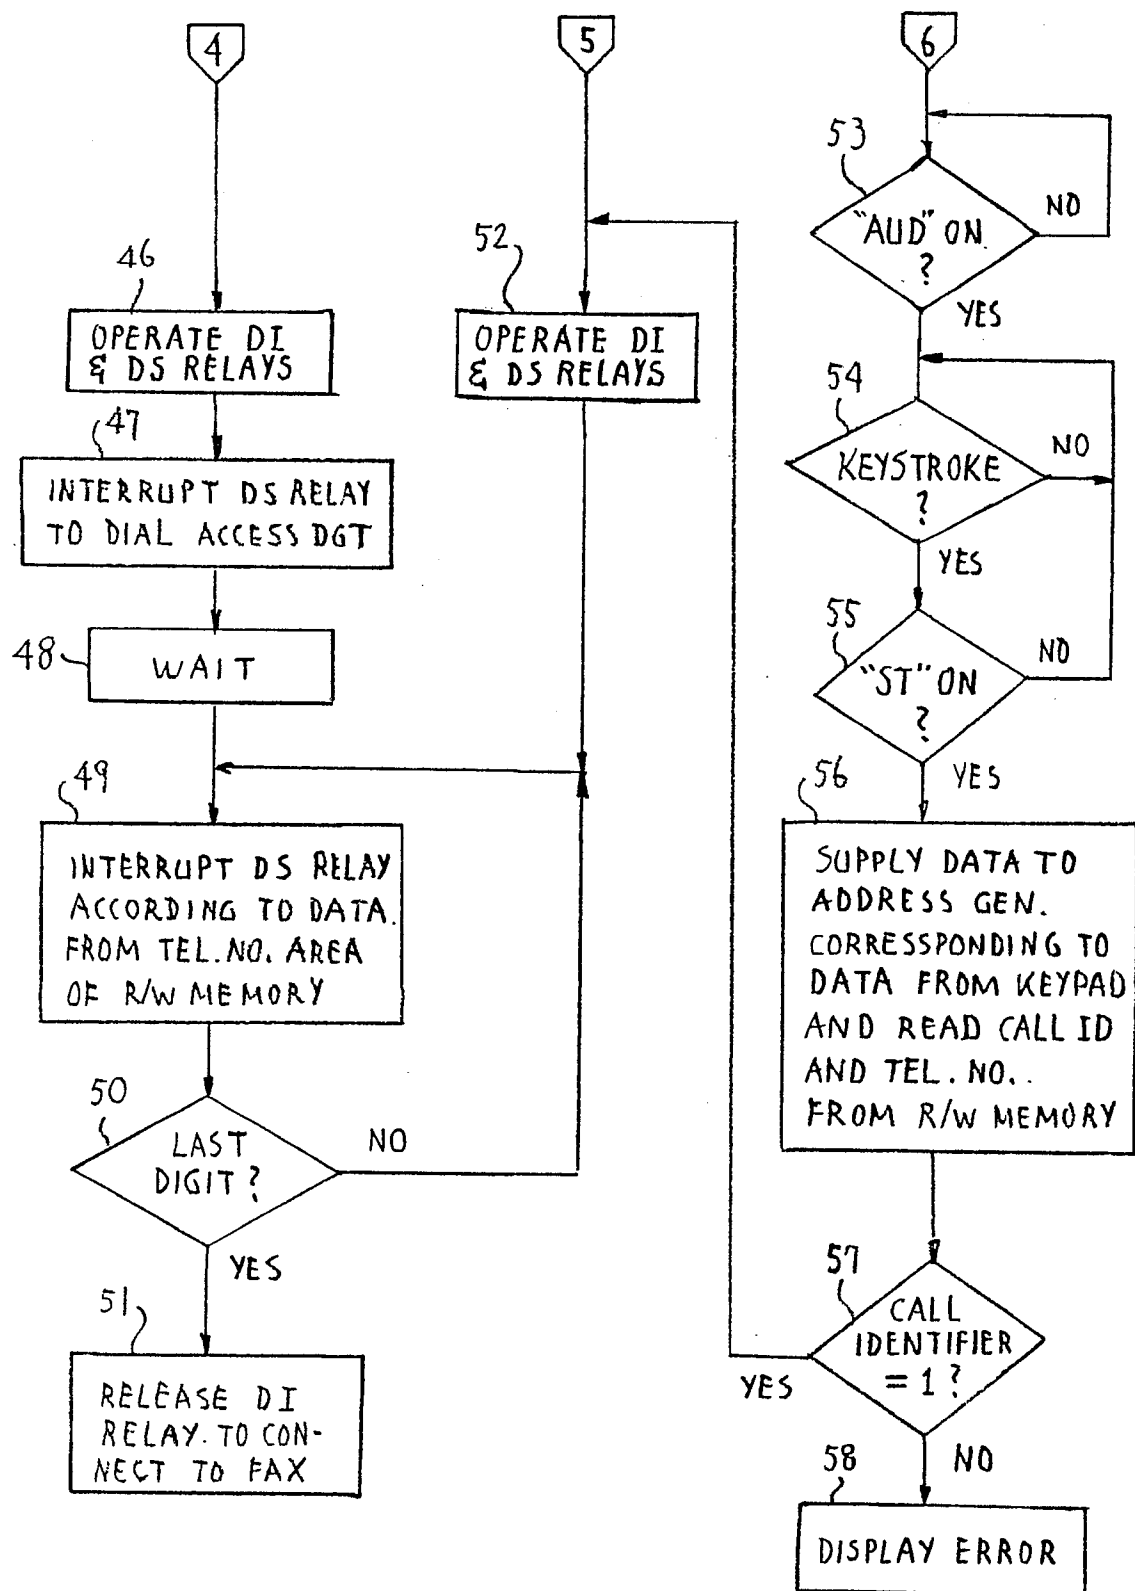 4
46
OPERATE DI
& DS RELAYS
47
INTERRUPT DS RELAY
TO DIAL ACCESS DGT
48
WAIT
49
INTERRUPT DS RELAY
ACCORDING TO DATA
FROM TEL.NO. AREA
OF R/W MEMORY
50
LAST
DIGIT?
NO
YES
51
RELEASE DI
RELAY TO CON-
NECT TO FAX
5
52
OPERATE DI
& DS RELAYS
6
53
"AUD" ON
?
NO
YES
54
KEYSTROKE
?
NO
YES
55
"ST" ON
?
NO
YES
56
SUPPLY DATA TO
ADDRESS GEN.
CORRESSPONDING TO
DATA FROM KEYPAD
AND READ CALL ID
AND TEL. NO.
FROM R/W MEMORY
57
CALL
IDENTIFIER
= 1?
YES
NO
58
DISPLAY ERROR